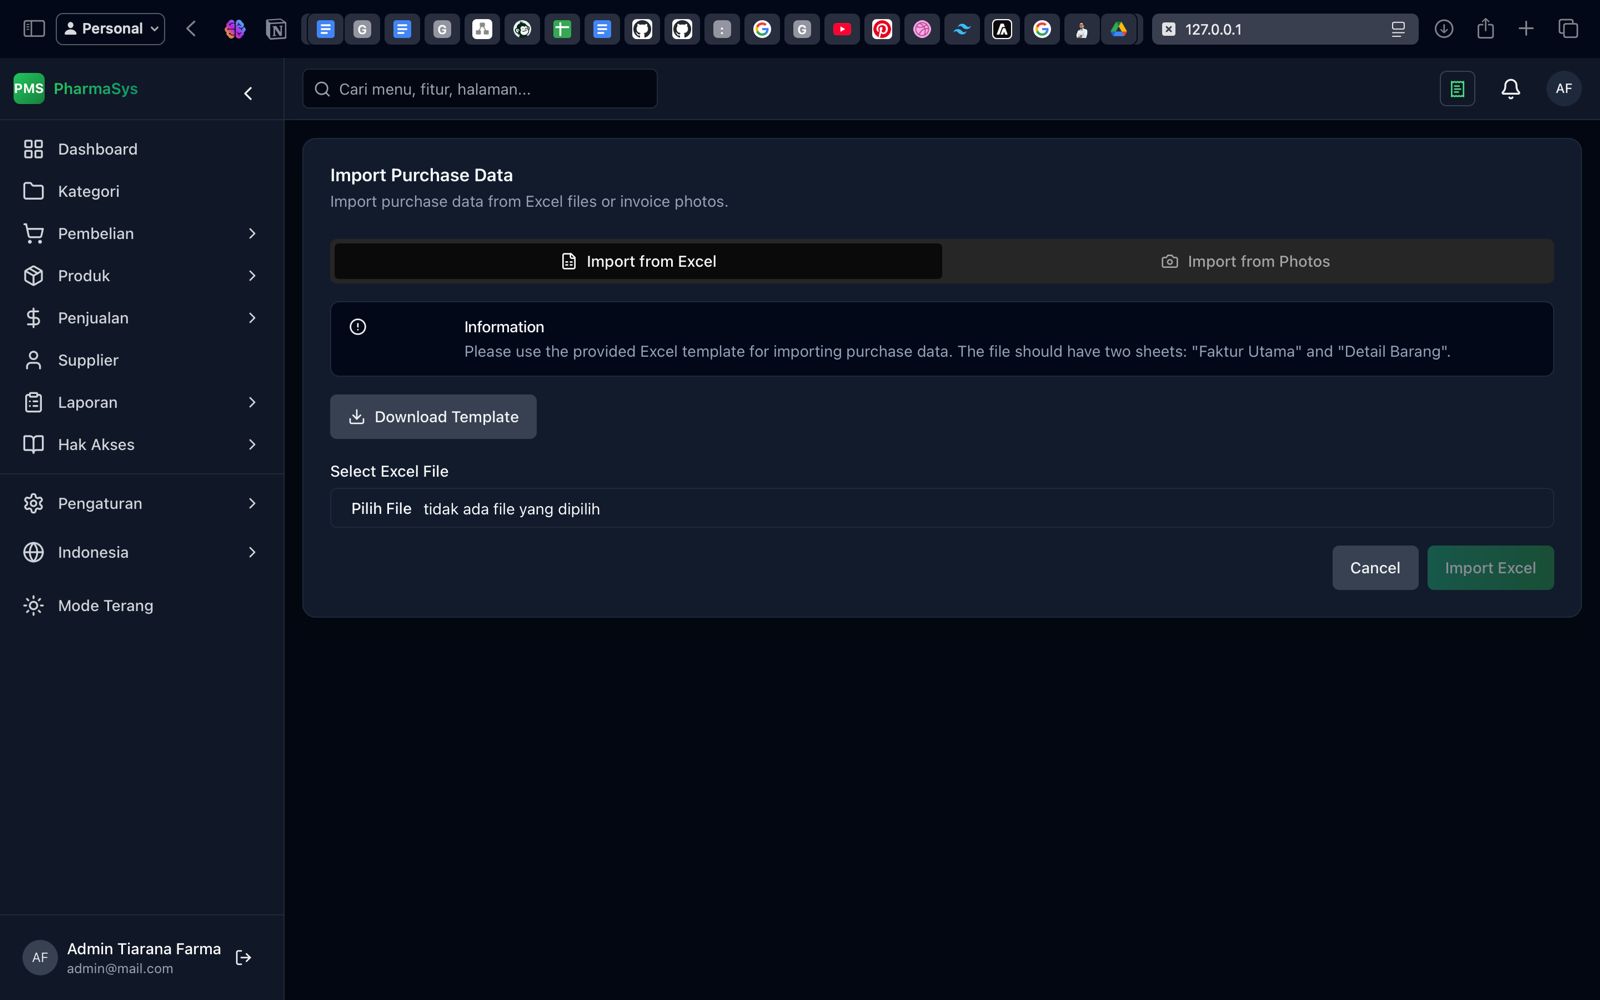 Personal
127.0.0.1
PMS PharmaSys
Cari menu, fitur, halaman...
AF
Dashboard
Kategori
Pembelian
Produk
Penjualan
Supplier
Laporan
Hak Akses
Pengaturan
Indonesia
Mode Terang
AF
Admin Tiarana Farma
admin@mail.com
Import Purchase Data
Import purchase data from Excel files or invoice photos.
Import from Excel
Import from Photos
Information
Please use the provided Excel template for importing purchase data. The file should have two sheets: "Faktur Utama" and "Detail Barang".
Download Template
Select Excel File
Pilih File tidak ada file yang dipilih
Cancel
Import Excel